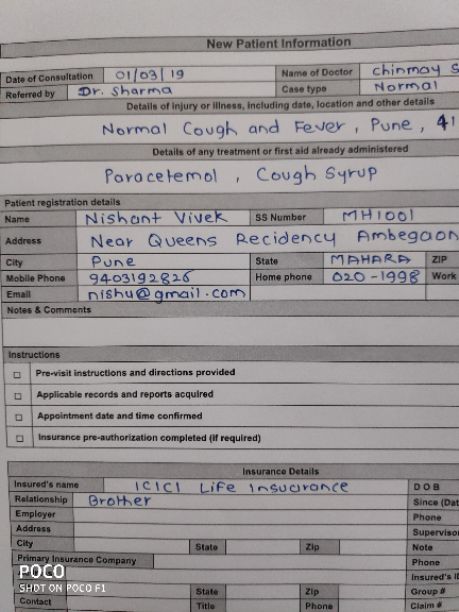 New Patient Information
Date of Consultation 01/03/19 Name of Doctor Chinmay S
Referred by Dr. Sharma Case type Normal
Details of injury or illness, including date, location and other details
Normal Cough and Fever, Pune, 41
Details of any treatment or first aid already administered
Paracetemol, Cough Syrup
Patient registration details
Name Nishant Vivek SS Number MH1001
Address Near Queens Recidency Ambegaon
City Pune State MAHARA ZIP
Mobile Phone 9403192826 Home phone 020-1998 Work
Email nishu@gmail.com
Notes & Comments
Instructions
Pre-visit instructions and directions provided
Applicable records and reports acquired
Appointment date and time confirmed
Insurance pre-authorization completed (if required)
Insurance Details
Insured's name ICICI Life Insurance DOB
Relationship Brother Since (Dat
Employer Phone
Address Supervisor
City State Zip Note
Primary Insurance Company Phone
Insured's I
State Zip Group #
Contact Title Phone Claim #
POCO
SHOT ON POCO F1